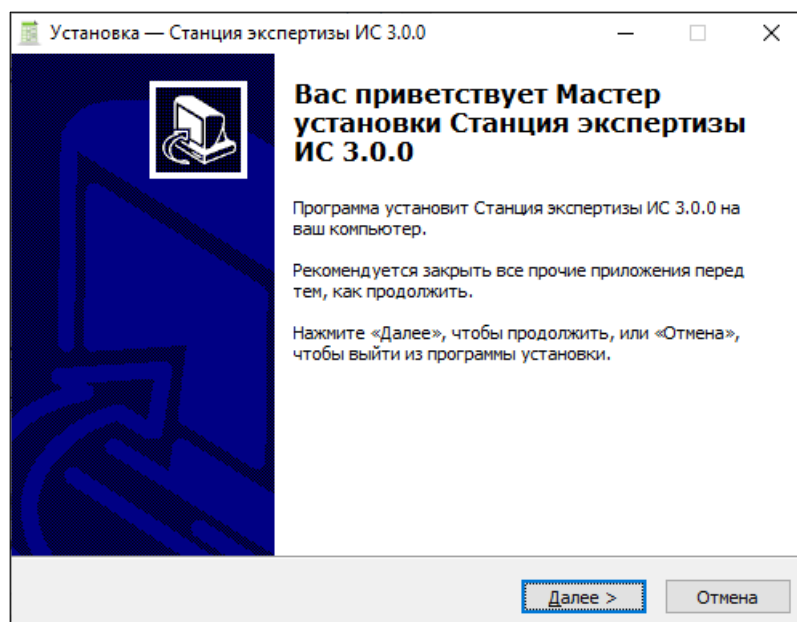 Установка — Станция экспертизы ИС 3.0.0
Вас приветствует Мастер
установки Станция экспертизы
ИС 3.0.0
Программа установит Станция экспертизы ИС 3.0.0 на
ваш компьютер.
Рекомендуется закрыть все прочие приложения перед
тем, как продолжить.
Нажмите «Далее», чтобы продолжить, или «Отмена»,
чтобы выйти из программы установки.
Далее >
Отмена